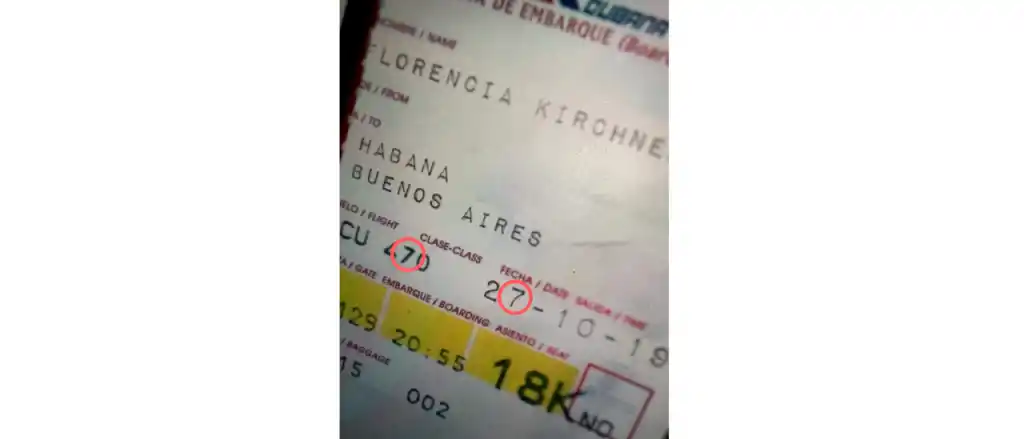 CUBANA
DE EMBARQUE (Board
NOMBRE / NAME
FLORENCIA KIRCHNE
DE / FROM
/ TO
HABANA
BUENOS AIRES
VUELO / FLIGHT CLASE-CLASS FECHA / DATE SALIDA / TIME
CU 470 27-10-19
/ GATE EMBARQUE / BOARDING ASIENTO / SEAT
129 20:55 18K NO
/ BAGGAGE
15 002